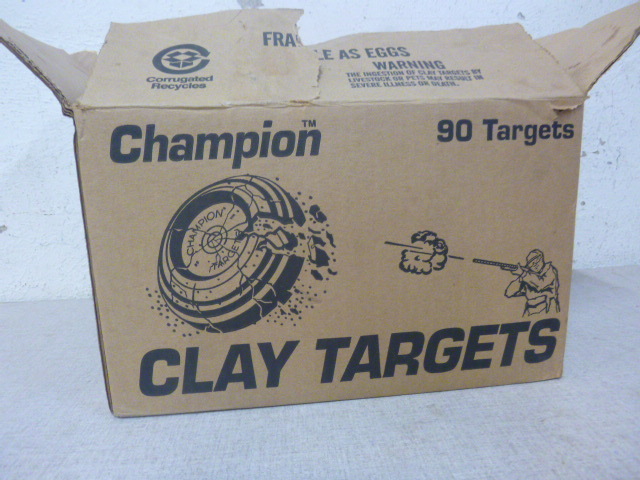 Corrugated
Recycles
FRA LE AS EGGS
WARNING
THE INGESTION OF CLAY TARGETS BY
LIVESTOCK OR PETS MAY RESULT IN
SEVERE ILLNESS OR DEATH.
Champion™
90 Targets
CHAMPION
TARGE
CLAY TARGETS